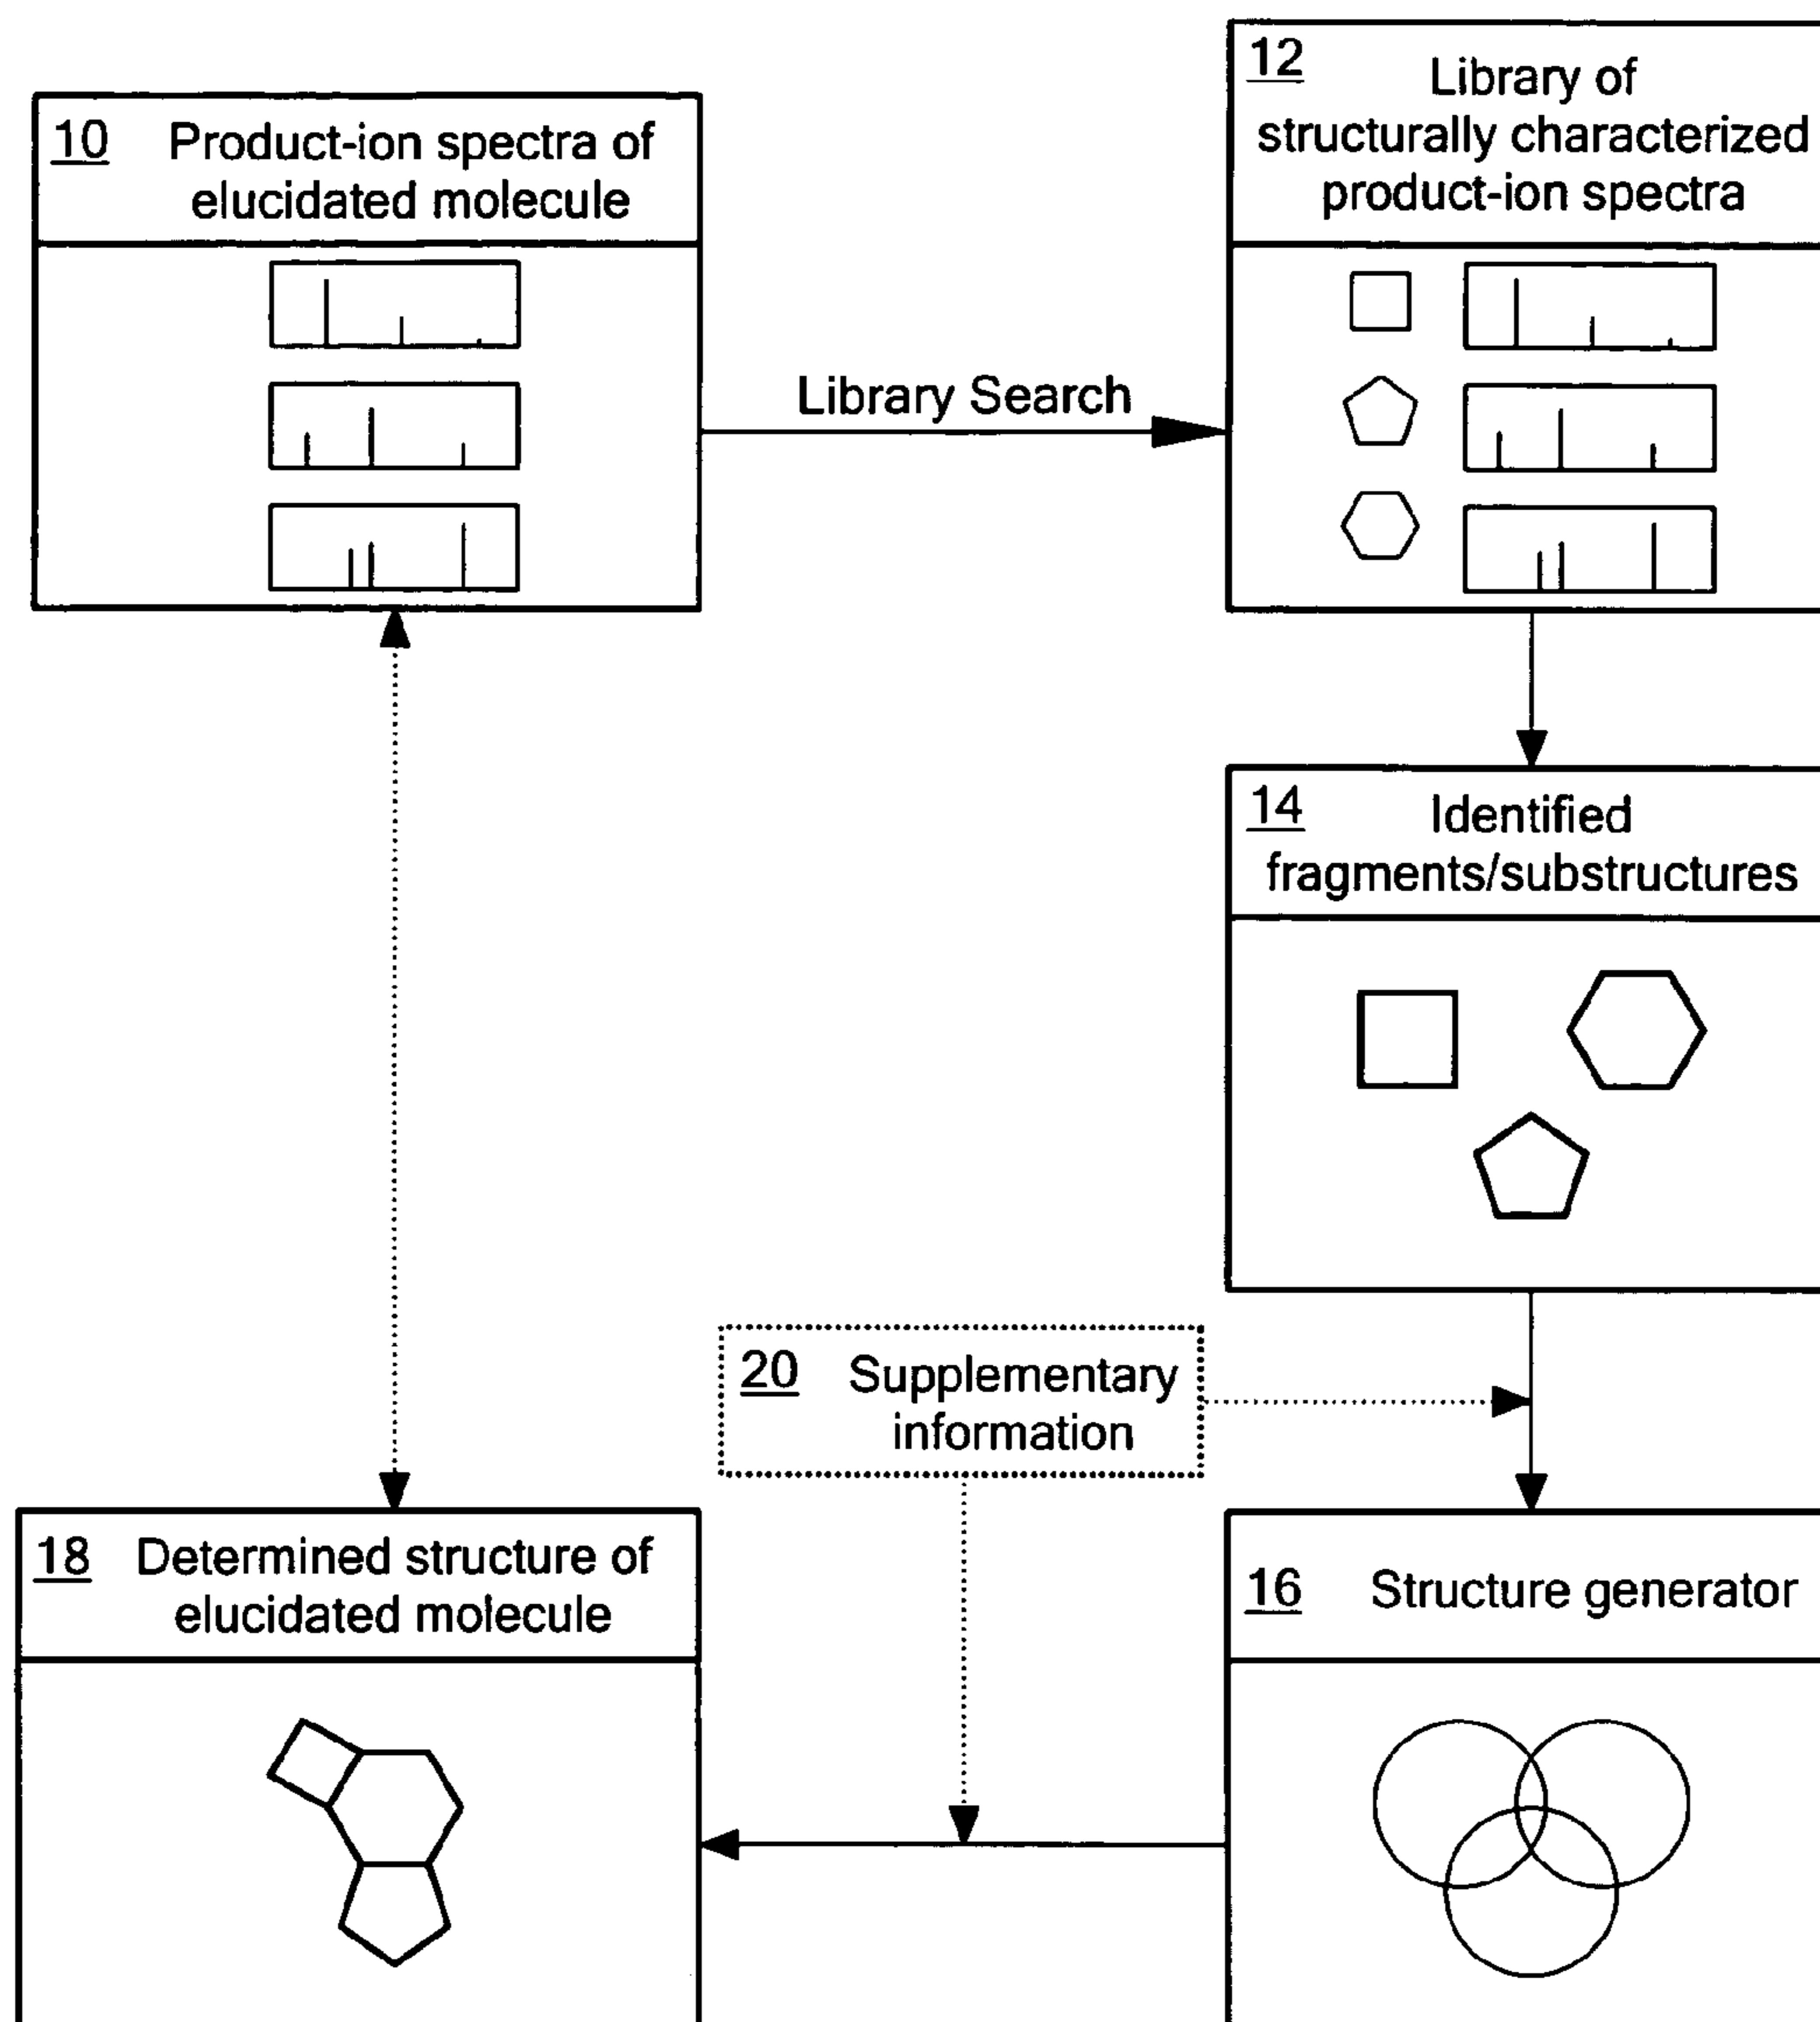 10 Product-ion spectra of
elucidated molecule
Library Search
12 Library of
structurally characterized
product-ion spectra
14 Identified
fragments/substructures
20 Supplementary
information
16 Structure generator
18 Determined structure of
elucidated molecule